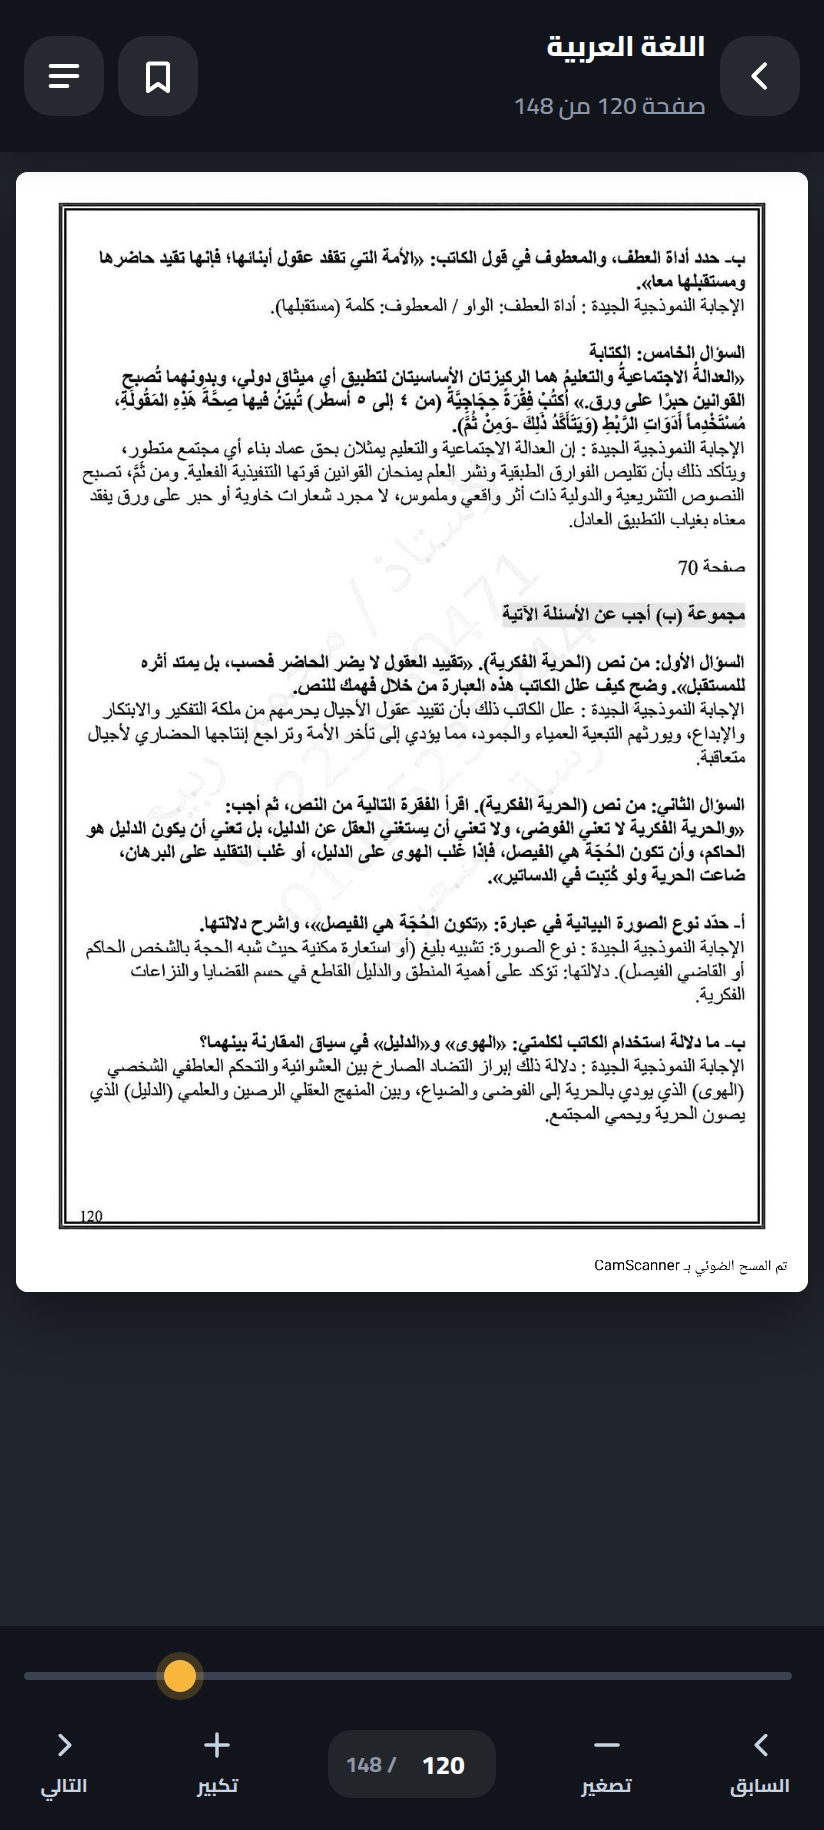 اللغة العربية
صفحة 120 من 148
ب- حدد أداة العطف، والمعطوف في قول الكاتب: «الأمة التي تقفد عقول أبنائها؛ فإنها تقيد حاضرها
ومستقبلها معا».
الإجابة النموذجية الجيدة : أداة العطف: الواو / المعطوف: كلمة (مستقبلها).
السؤال الخامس: الكتابة
«العدالةُ الاجتماعيةُ والتعليمُ هما الركيزتان الأساسيتان لتطبيق أي ميثاق دولي، وبدونهما تُصبح
القوانين حبرًا على ورق.» أُكتُبْ فِقْرَةً حِجَاجِيَّةً (من ٤ إلى ٥ أسطر) تُبيّنُ فيها صِحَّةَ هَذِهِ المَقُولَةِ،
مُسْتَخْدِماً أَدَوَاتِ الرَّبْطِ (وَيَتَأَكَّدُ ذَلِكَ -وَمِنْ ثُمَّ).
الإجابة النموذجية الجيدة : إن العدالة الاجتماعية والتعليم يمثلان بحق عماد بناء أي مجتمع متطور،
ويتأكد ذلك بأن تقليص الفوارق الطبقية ونشر العلم يمنحان القوانين قوتها التنفيذية الفعلية. ومن ثَمَّ، تصبح
النصوص التشريعية والدولية ذات أثر واقعي وملموس، لا مجرد شعارات خاوية أو حبر على ورق يفقد
معناه بغياب التطبيق العادل.
صفحة 70
مجموعة (ب) أجب عن الأسئلة الآتية
السؤال الأول: من نص (الحرية الفكرية). «تقييد العقول لا يضر الحاضر فحسب، بل يمتد أثره
للمستقبل». وضح كيف علل الكاتب هذه العبارة من خلال فهمك للنص.
الإجابة النموذجية الجيدة : علل الكاتب ذلك بأن تقييد عقول الأجيال يحرمهم من ملكة التفكير والابتكار
والإبداع، ويورثهم التبعية العمياء والجمود، مما يؤدي إلى تأخر الأمة وتراجع إنتاجها الحضاري لأجيال
متعاقبة.
السؤال الثاني: من نص (الحرية الفكرية). اقرأ الفقرة التالية من النص، ثم أجب:
«والحرية الفكرية لا تعني الفوضى، ولا تعني أن يستغني العقل عن الدليل، بل تعني أن يكون الدليل هو
الحاكم، وأن تكون الحُجّة هي الفيصل، فإذا غلب الهوى على الدليل، أو غلب التقليد على البرهان،
ضاعت الحرية ولو كُتِبت في الدساتير».
أ- حدّد نوع الصورة البيانية في عبارة: «تكون الحُجّة هي الفيصل»، واشرح دلالتها.
الإجابة النموذجية الجيدة : نوع الصورة: تشبيه بليغ (أو استعارة مكنية حيث شبه الحجة بالشخص الحاكم
أو القاضي الفيصل). دلالتها: تؤكد على أهمية المنطق والدليل القاطع في حسم القضايا والنزاعات
الفكرية.
ب- ما دلالة استخدام الكاتب لكلمتي: «الهوى» و«الدليل» في سياق المقارنة بينهما؟
الإجابة النموذجية الجيدة : دلالة ذلك إبراز التضاد الصارخ بين العشوائية والتحكم العاطفي الشخصي
(الهوى) الذي يودي بالحرية إلى الفوضى والضياع، وبين المنهج العقلي الرصين والعلمي (الدليل) الذي
يصون الحرية ويحمي المجتمع.
120
تم المسح الضوئي بـ CamScanner
السابق
تصغير
120 / 148
تكبير
التالي